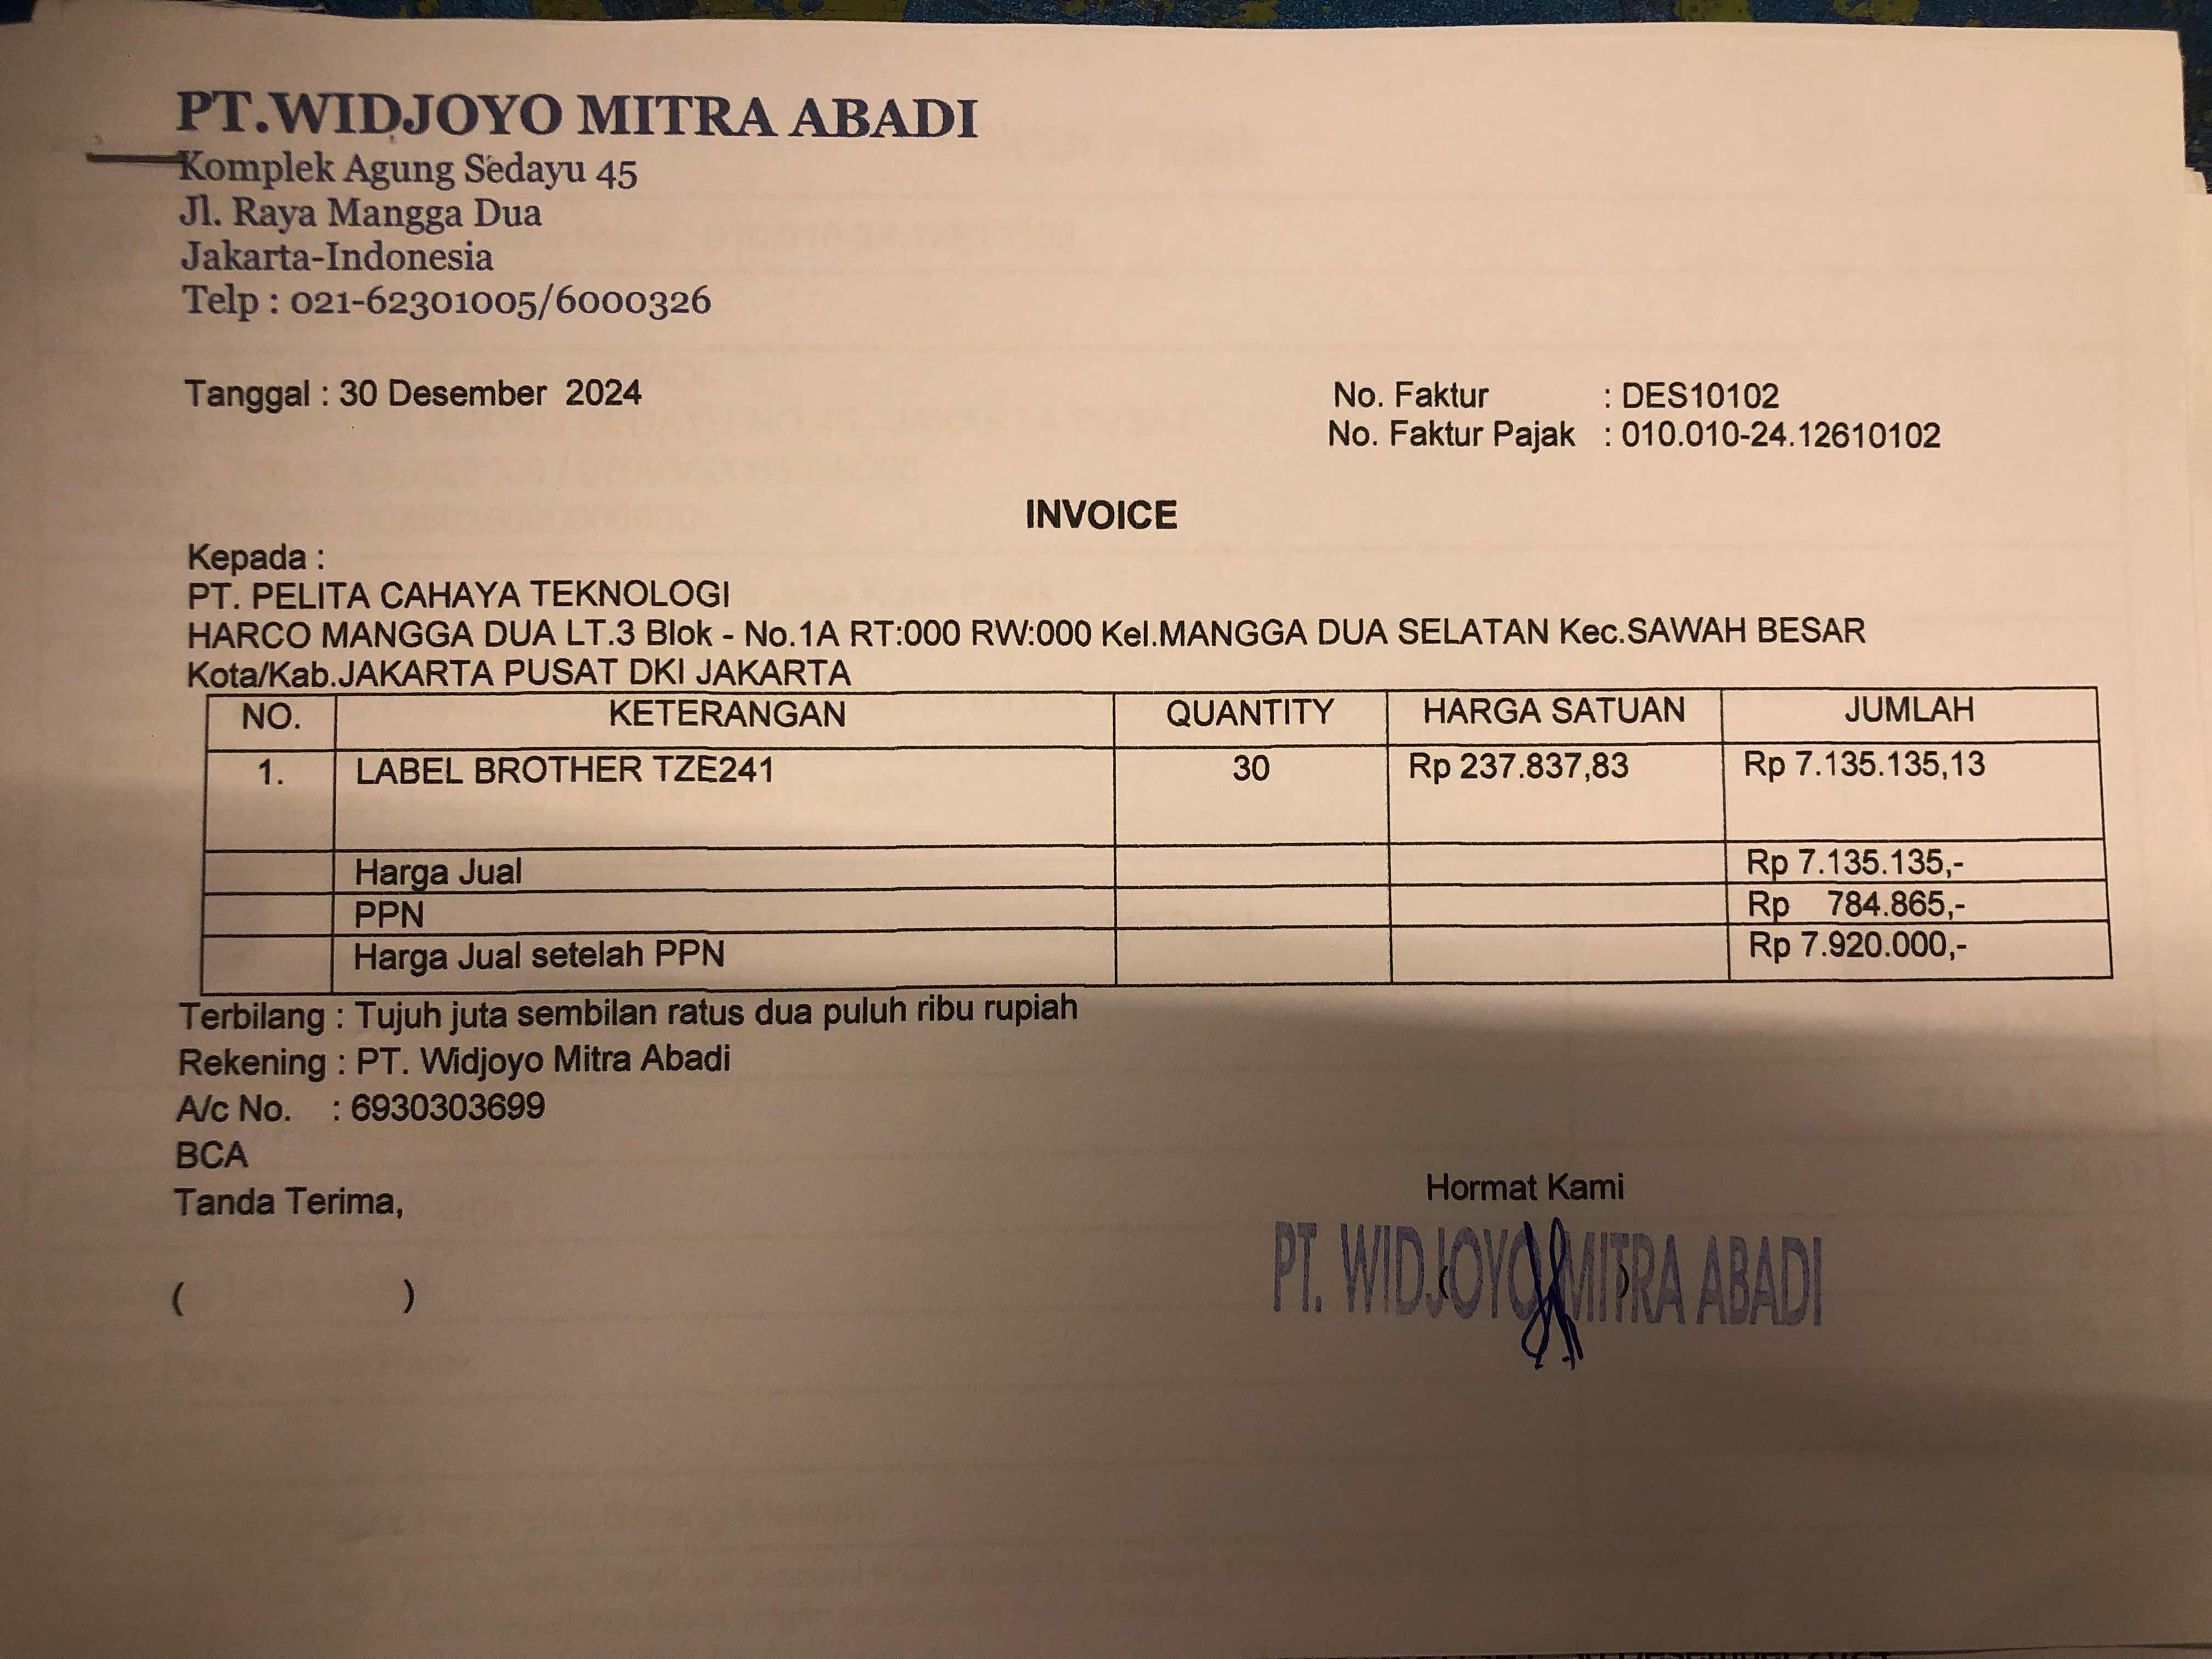 PT.WIDJOYO MITRA ABADI
Komplek Agung Sedayu 45
Jl. Raya Mangga Dua
Jakarta-Indonesia
Telp : 021-62301005/6000326
Tanggal : 30 Desember 2024
No. Faktur : DES10102
No. Faktur Pajak : 010.010-24.12610102
INVOICE
Kepada :
PT. PELITA CAHAYA TEKNOLOGI
HARCO MANGGA DUA LT.3 Blok - No.1A RT:000 RW:000 Kel.MANGGA DUA SELATAN Kec.SAWAH BESAR
Kota/Kab.JAKARTA PUSAT DKI JAKARTA
NO. KETERANGAN QUANTITY HARGA SATUAN JUMLAH
1. LABEL BROTHER TZE241 30 Rp 237.837,83 Rp 7.135.135,13
Harga Jual Rp 7.135.135,-
PPN Rp 784.865,-
Harga Jual setelah PPN Rp 7.920.000,-
Terbilang : Tujuh juta sembilan ratus dua puluh ribu rupiah
Rekening : PT. Widjoyo Mitra Abadi
A/c No. : 6930303699
BCA
Tanda Terima,
Hormat Kami
( )
( )
PT. WIDJOYO MITRA ABADI